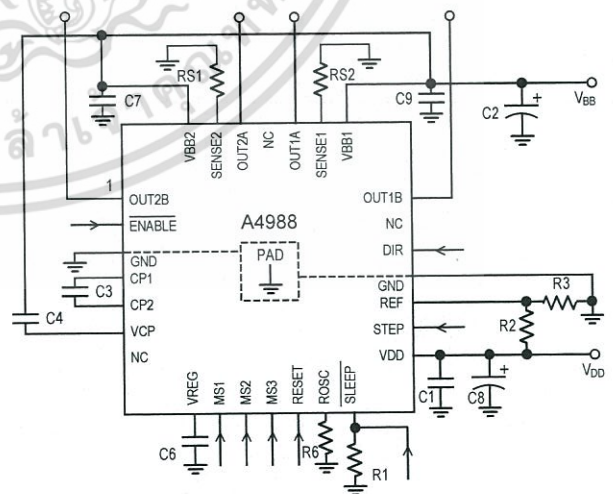 RS1
RS2
C7
C9
C2
+
VBB
VBB2
SENSE2
OUT2A
NC
OUT1A
SENSE1
VBB1
1
OUT2B
OUT1B
ENABLE
A4988
NC
DIR
PAD
GND
GND
CP1
C3
CP2
REF
R3
C4
VCP
STEP
R2
NC
VDD
VDD
VREG
MS1
MS2
MS3
RESET
ROSC
SLEEP
C1
C8
+
C6
R6
R1